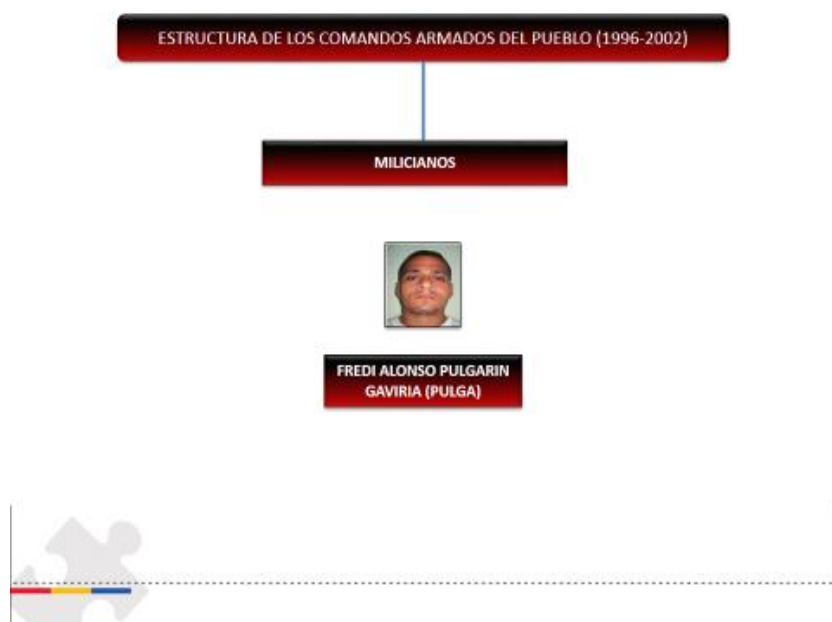 ESTRUCTURA DE LOS COMANDOS ARMADOS DEL PUEBLO (1996-2002)
MILICIANOS
FREDI ALONSO PULGARIN
GAVIRIA (PULGA)